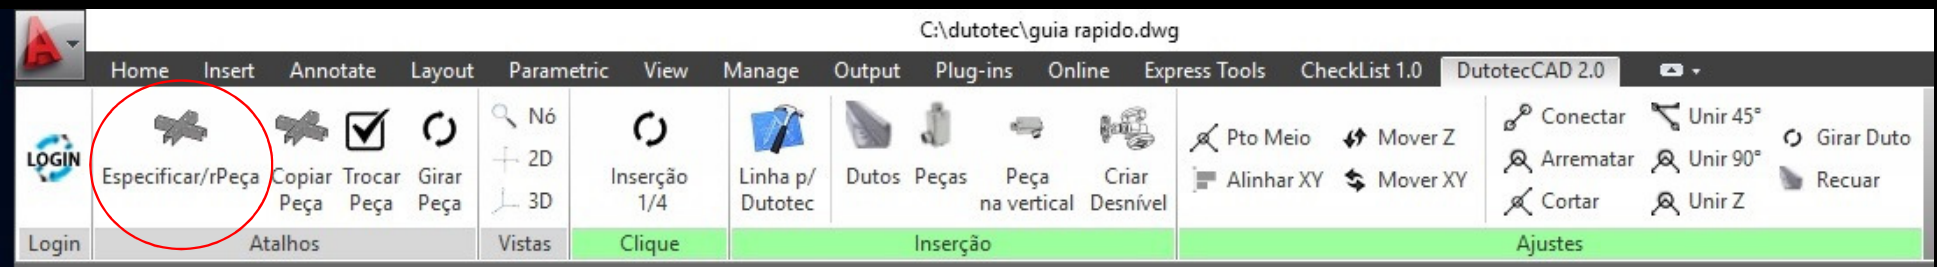 C:\dutotec\guia rapido.dwg
Home Insert Annotate Layout Parametric View Manage Output Plug-ins Online Express Tools CheckList 1.0 DutotecCAD 2.0
LOGIN
Especificar/rPeça
Copiar
Peça
Trocar
Peça
Girar
Peça
Nó
2D
3D
Inserção
1/4
Linha p/
Dutotec
Dutos
Peças
Peça
na vertical
Criar
Desnível
Pto Meio
Alinhar XY
Mover Z
Mover XY
Conectar
Arrematar
Cortar
Unir 45°
Unir 90°
Unir Z
Girar Duto
Recuar
Login Atalhos Vistas Clique Inserção Ajustes